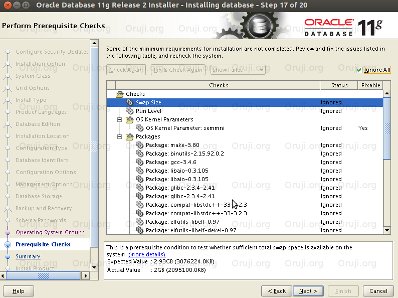 Oracle Database 11g Release 2 Installer - Installing database - Step 17 of 20
Perform Prerequisite Checks
ORACLE
DATABASE 11g
Configure Security Updates
Installation Option
System Class
Grid Options
Install Type
Product Languages
Database Edition
Installation Location
Configuration Type
Database Identifiers
Configuration Options
Management Options
Database Storage
Backup and Recovery
Schema Passwords
Operating System Groups
Prerequisite Checks
Summary
Install Product
Some of the minimum requirements for installation are not completed. Review and fix the issues listed in
the following table, and recheck the system.
Check Again
Fix & Check Again
Ignore All
Checks Status Fixable
Checks
Swap Size Ignored
Run Level Ignored
OS Kernel Parameters
OS Kernel Parameter: semmni Ignored Yes
Packages
Package: make-3.80 Ignored
Package: binutils-2.15.92.0.2 Ignored
Package: gcc-3.4.6 Ignored
Package: libaio-0.3.105 Ignored
Package: libaio-0.3.105 Ignored
Package: glibc-2.3.4-2.41 Ignored
Package: glibc-2.3.4-2.41 Ignored
Package: compat-libstdc++-33-3.2.3 Ignored
Package: compat-libstdc++-33-3.2.3 Ignored
Package: elfutils-libelf-0.97 Ignored
Package: elfutils-libelf-devel-0.97 Ignored
This is a prerequisite condition to test whether sufficient total swap space is available on the
system. (more details)
Expected Value : 2.93GB (3076224.0KB)
Actual Value : 2GB (2095100.0KB)
Help
< Back
Next >
Finish
Cancel
Oruji.org